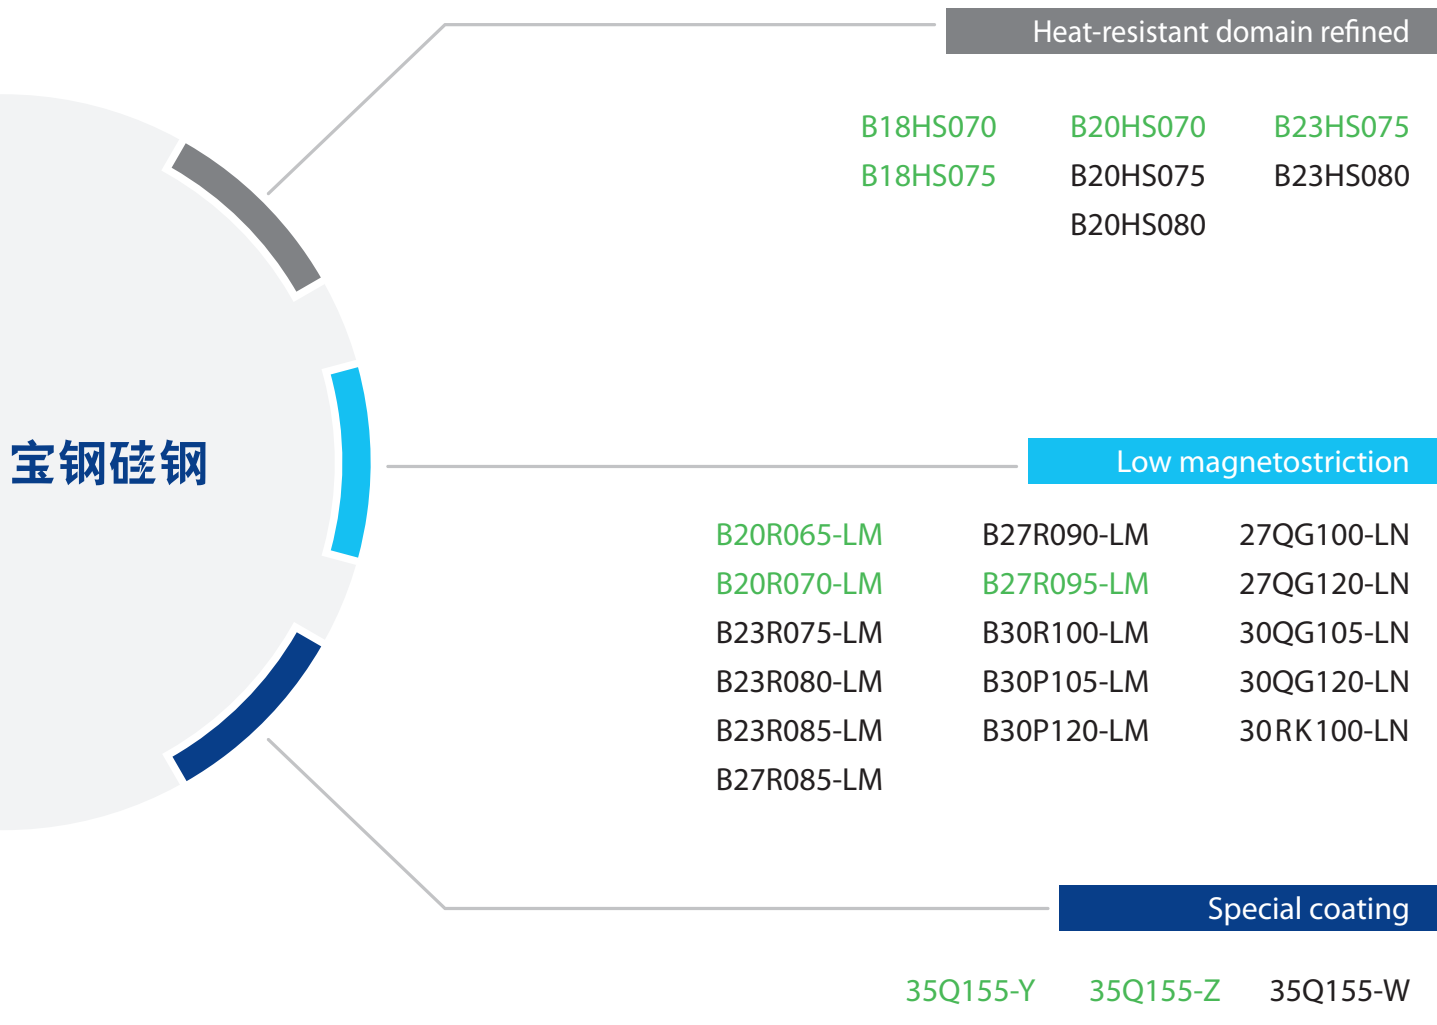 Heat-resistant domain refined
B18HS070 B20HS070 B23HS075
B18HS075 B20HS075 B23HS080
B20HS080
宝钢硅钢
Low magnetostriction
B20R065-LM B27R090-LM 27QG100-LN
B20R070-LM B27R095-LM 27QG120-LN
B23R075-LM B30R100-LM 30QG105-LN
B23R080-LM B30P105-LM 30QG120-LN
B23R085-LM B30P120-LM 30RK100-LN
B27R085-LM
Special coating
35Q155-Y 35Q155-Z 35Q155-W